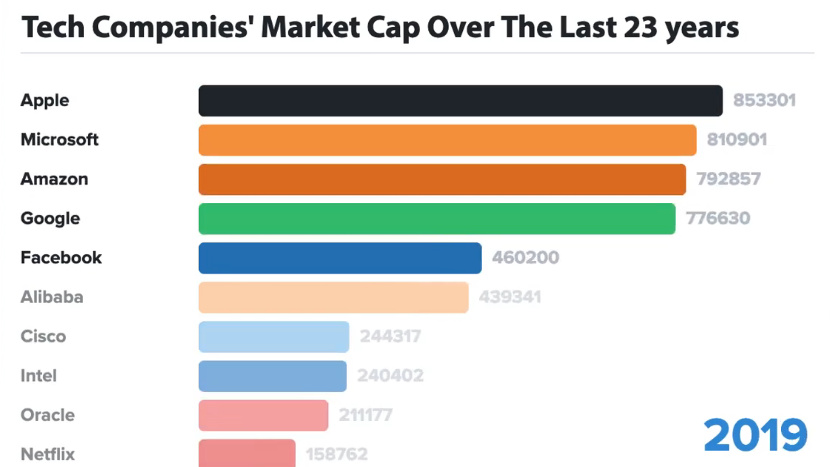 Tech Companies' Market Cap Over The Last 23 years
Apple 853301
Microsoft 810901
Amazon 792857
Google 776630
Facebook 460200
Alibaba 439341
Cisco 244317
Intel 240402
Oracle 211177
Netflix 158762
2019